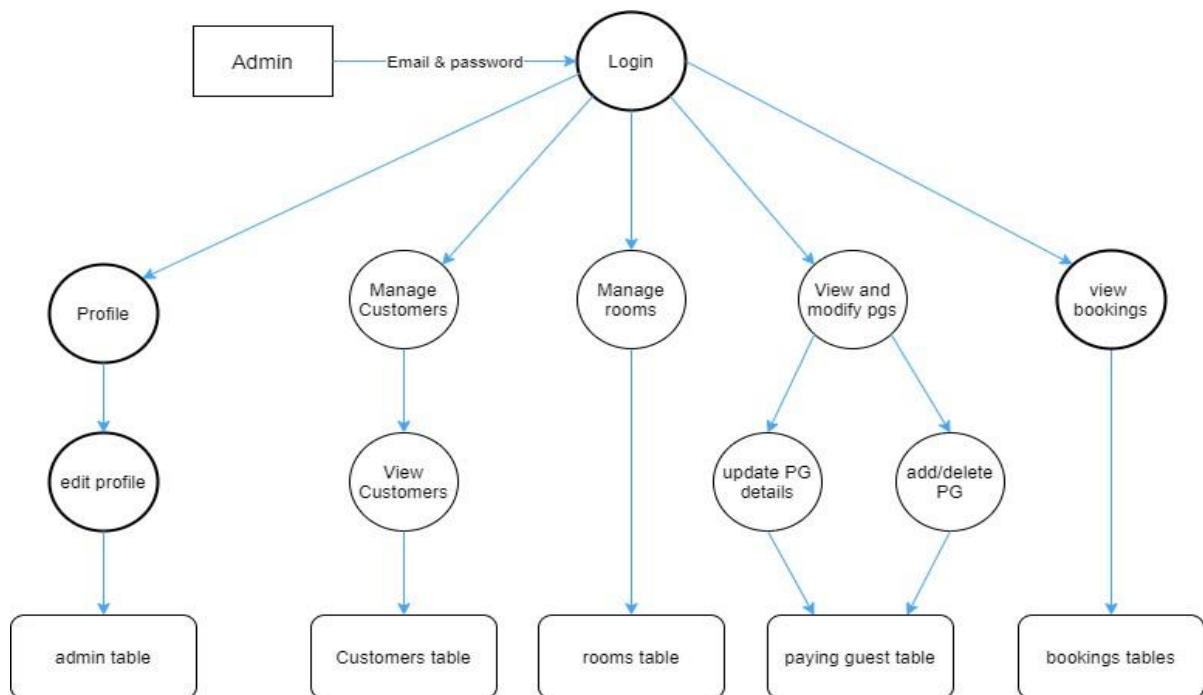 Admin
Email & password
Login
Profile
Manage
Customers
Manage
rooms
View and
modify pgs
view
bookings
edit profile
View
Customers
update PG
details
add/delete
PG
admin table
Customers table
rooms table
paying guest table
bookings tables